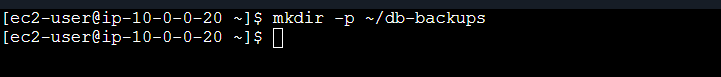 [ec2-user@ip-10-0-0-20 ~]$ mkdir -p ~/db-backups
[ec2-user@ip-10-0-0-20 ~]$